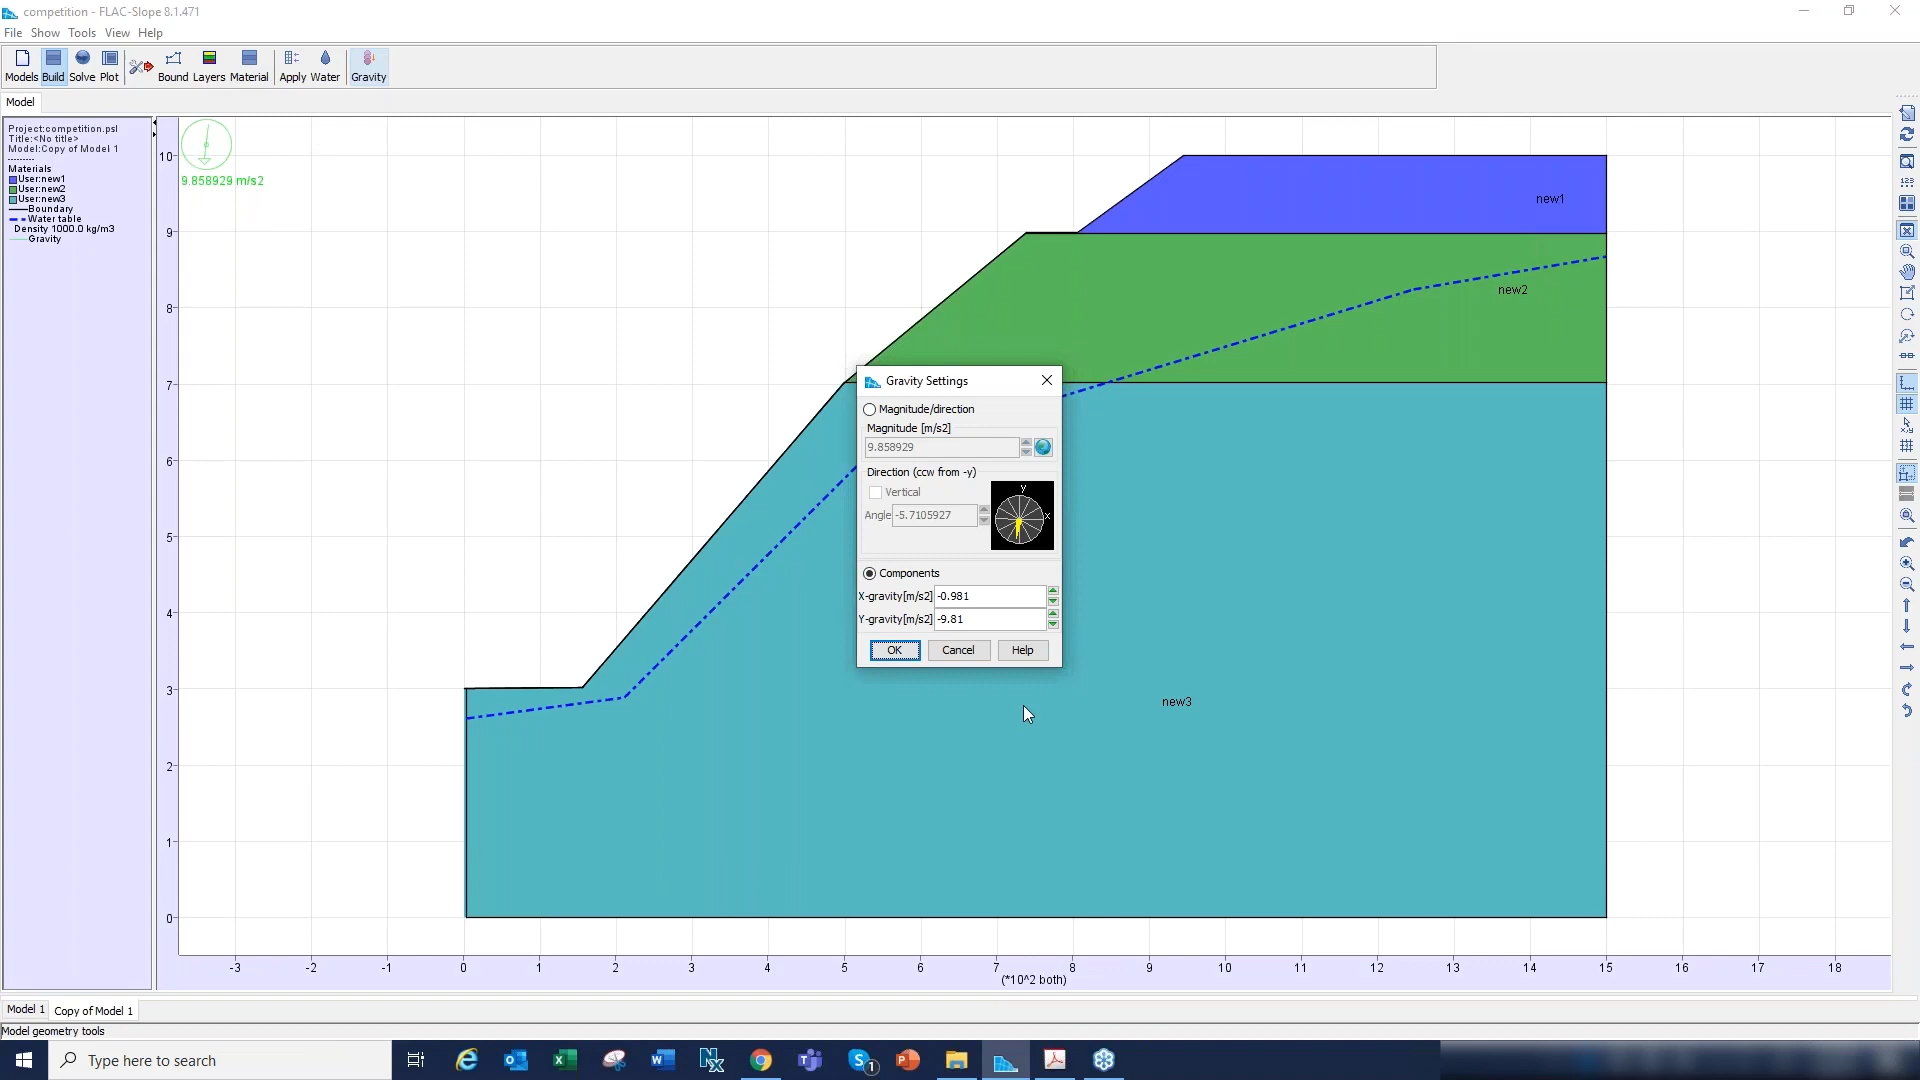 competition - FLAC-Slope 8.1.471
File Show Tools View Help
Models Build Solve Plot Bound Layers Material Apply Water Gravity
Model
Project:competition.psl
Title:<No title>
Model:Copy of Model 1
Materials
User:new1
User:new2
User:new3
Boundary
Water table
Density 1000.0 kg/m3
Gravity
9.858929 m/s2
10
9
8
7
6
5
4
3
2
1
0
new1
new2
new3
Gravity Settings
Magnitude/direction
Magnitude [m/s2]
9.858929
Direction (ccw from -y)
Vertical
Angle -5.7105927
y
x
Components
X-gravity[m/s2] -0.981
Y-gravity[m/s2] -9.81
OK Cancel Help
-3 -2 -1 0 1 2 3 4 5 6 7 8 9 10 11 12 13 14 15 16 17 18
(*10^2 both)
Model 1 Copy of Model 1
Model geometry tools
Type here to search
1